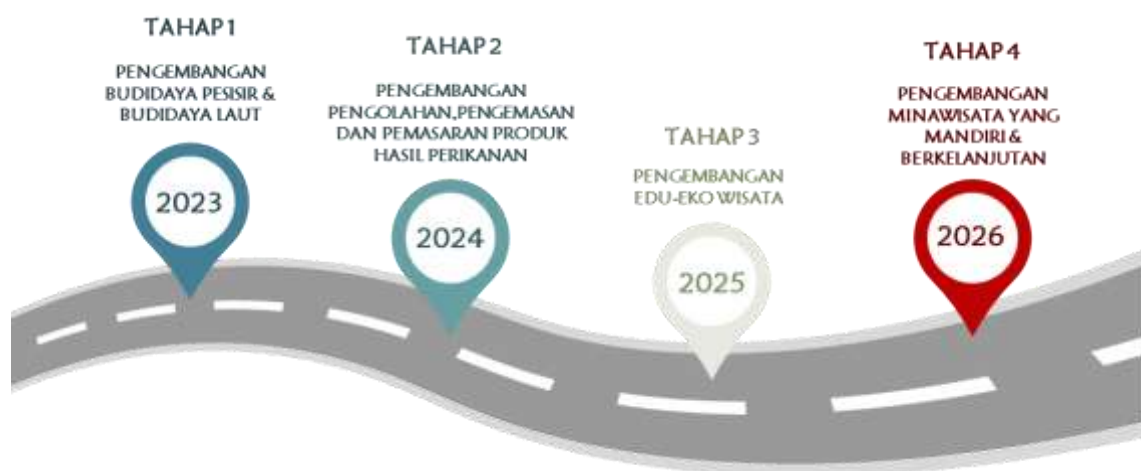 TAHAP 1
PENGEMBANGAN
BUDIDAYA PESISIR &
BUDIDAYA LAUT
2023
TAHAP 2
PENGEMBANGAN
PENGOLAHAN,PENGEMASAN
DAN PEMASARAN PRODUK
HASIL PERIKANAN
2024
TAHAP 3
PENGEMBANGAN
EDU-EKO WISATA
2025
TAHAP 4
PENGEMBANGAN
MINAWISATA YANG
MANDIRI &
BERKELANJUTAN
2026